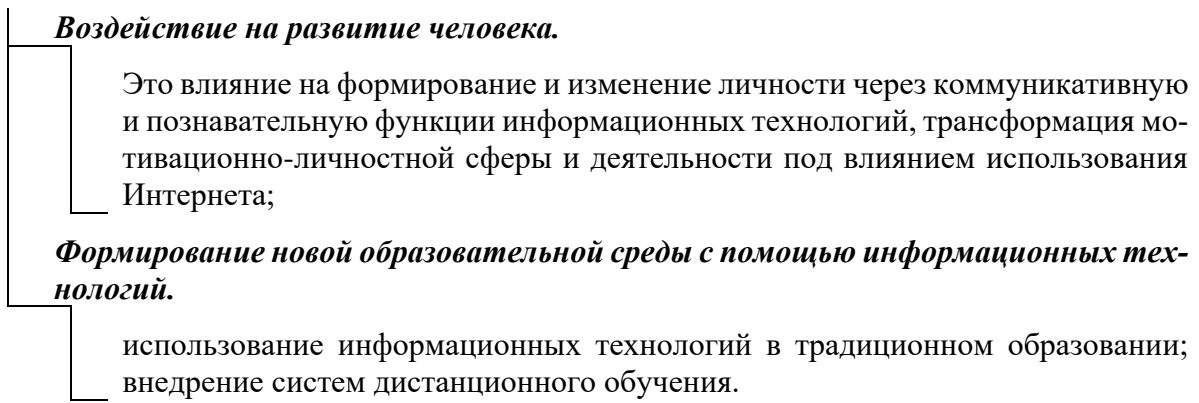 Воздействие на развитие человека.
Это влияние на формирование и изменение личности через коммуникативную
и познавательную функции информационных технологий, трансформация мо-
тивационно-личностной сферы и деятельности под влиянием использования
Интернета;
Формирование новой образовательной среды с помощью информационных тех-
нологий.
использование информационных технологий в традиционном образовании;
внедрение систем дистанционного обучения.